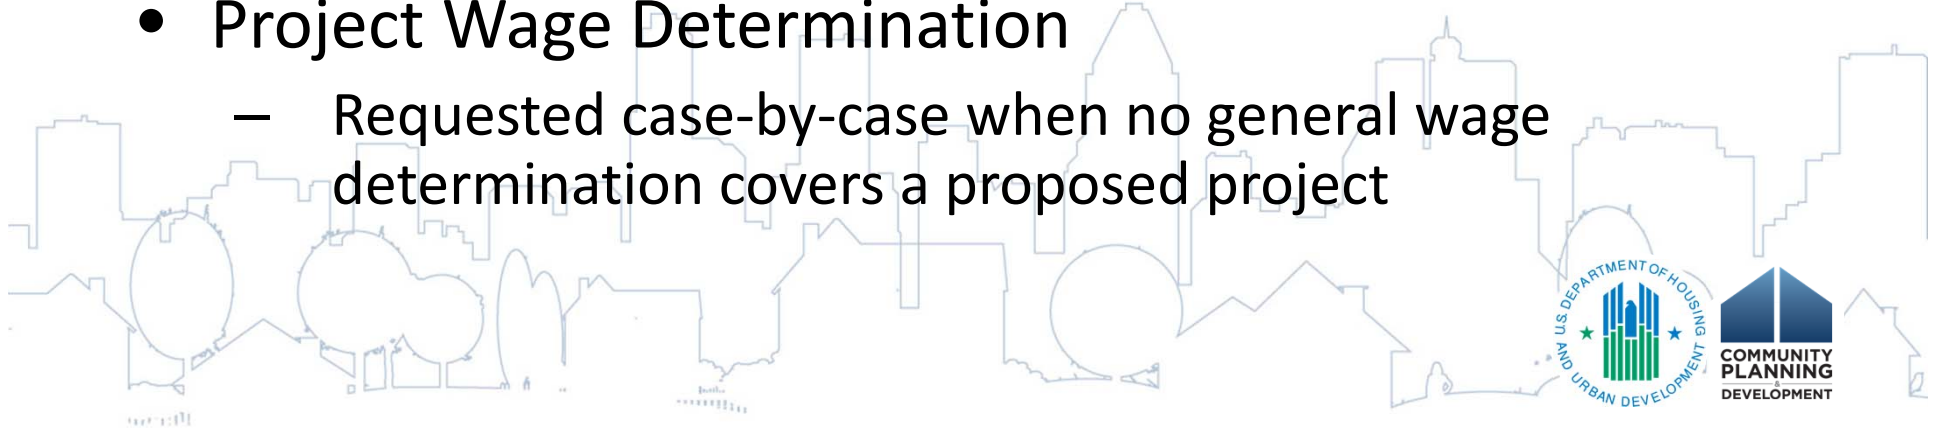 • Project Wage Determination
– Requested case-by-case when no general wage
determination covers a proposed project
U.S. DEPARTMENT OF HOUSING
AND URBAN DEVELOPMENT
COMMUNITY
PLANNING
&
DEVELOPMENT